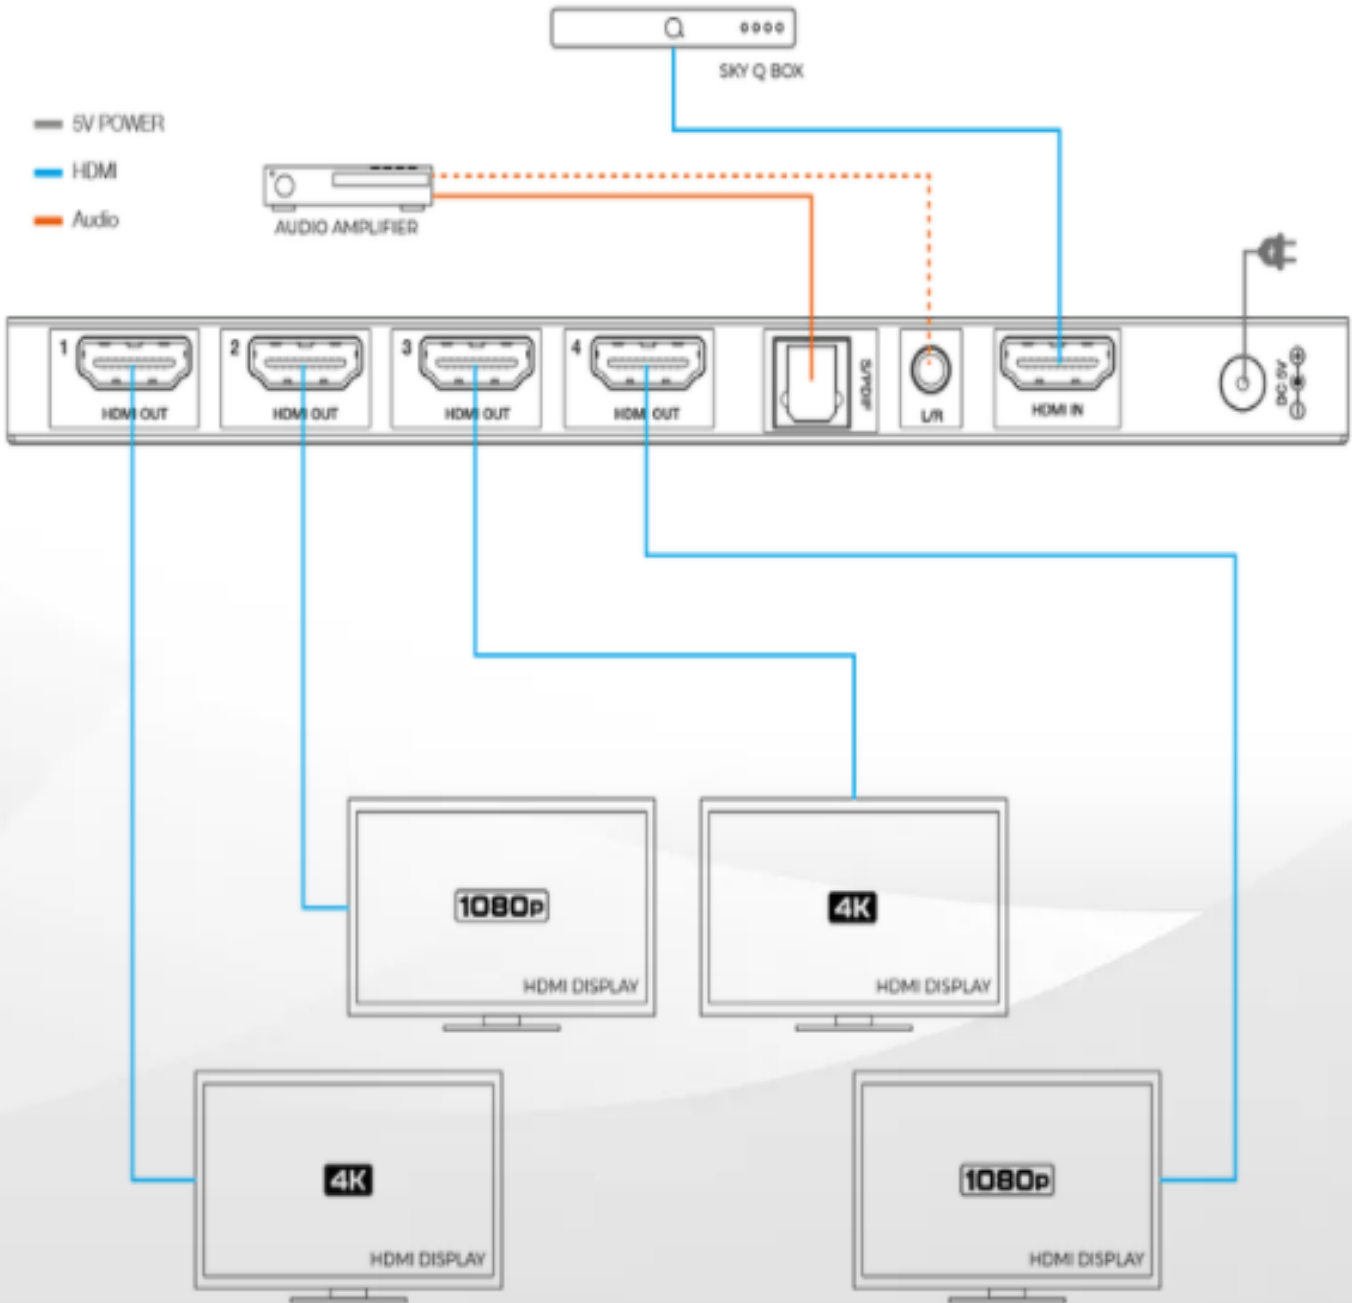 SKY Q BOX
5V POWER
HDMI
Audio
AUDIO AMPLIFIER
1
HDMI OUT
2
HDMI OUT
3
HDMI OUT
4
HDMI OUT
S/PDIF
L/R
HDMI IN
DC 5V
1080p
HDMI DISPLAY
4K
HDMI DISPLAY
4K
HDMI DISPLAY
1080p
HDMI DISPLAY